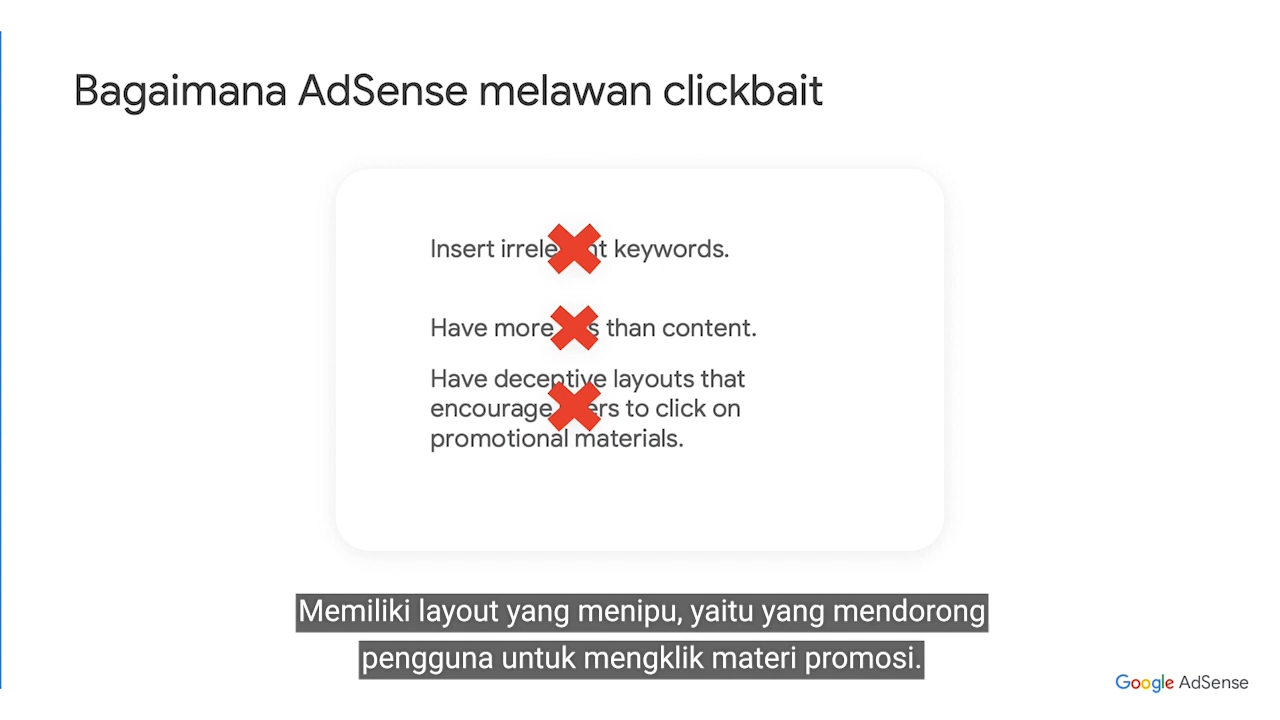 Bagaimana AdSense melawan clickbait
Insert keywords.
Have more than content.
Have deceptive layouts that
encourage to click on
promotional materials.
Memiliki layout yang menipu, yaitu yang mendorong
pengguna untuk mengklik materi promosi.
Google AdSense